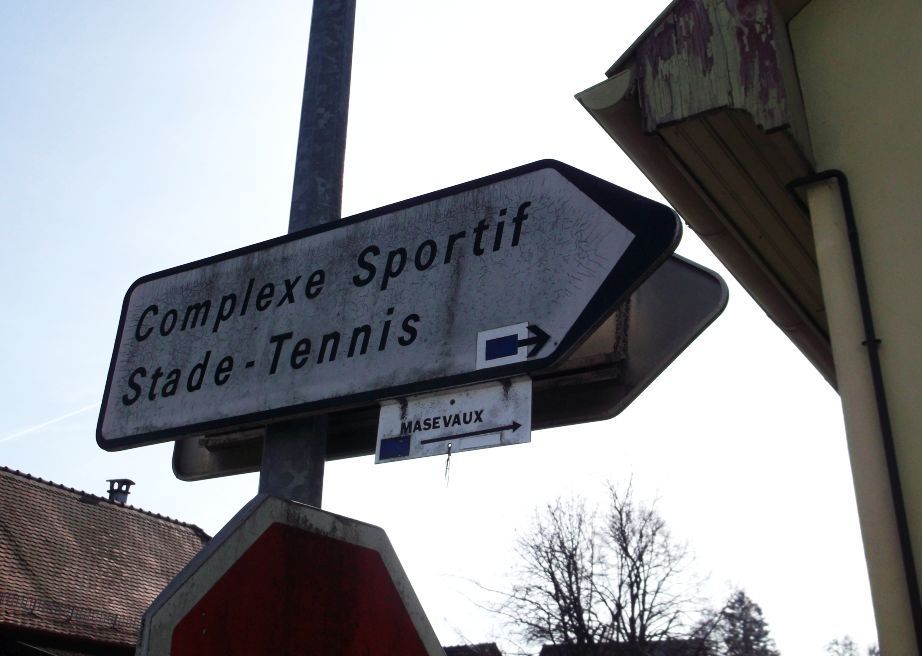 Complexe Sportif
Stade - Tennis
MASEVAUX